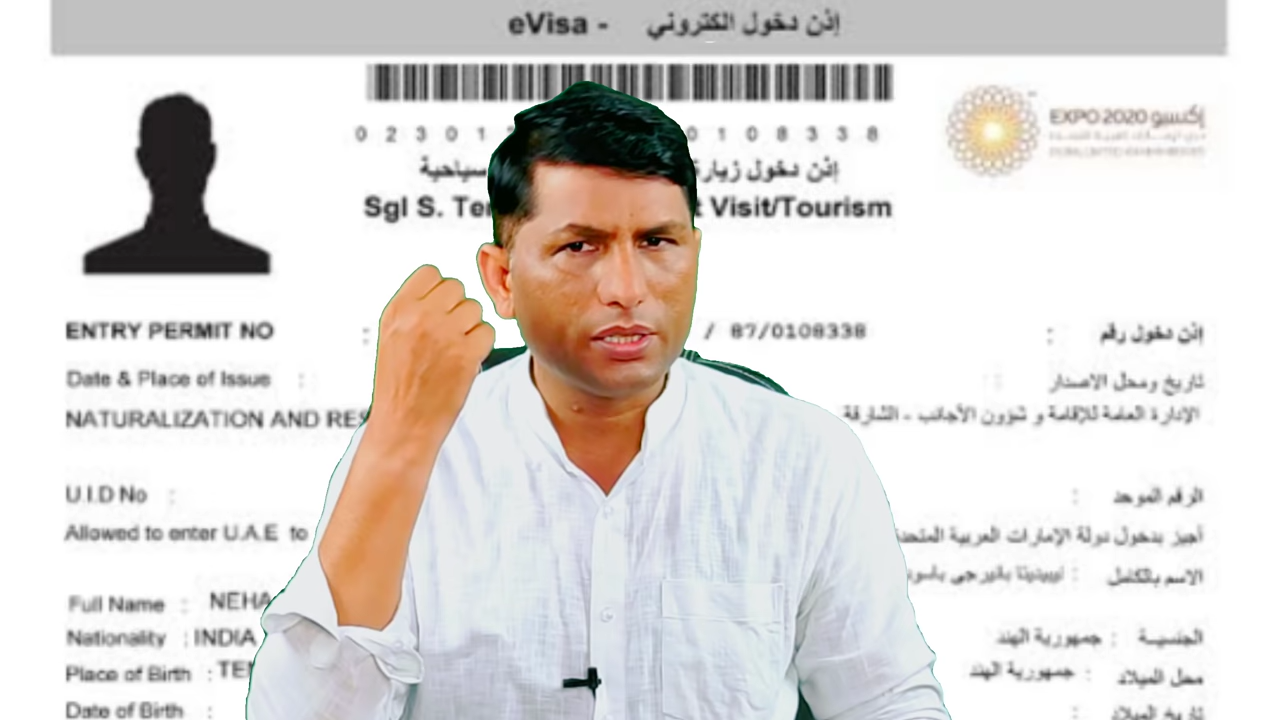 eVisa - إذن دخول الكتروني
0 2 3 0 1 0 1 0 8 3 3 8
EXPO 2020 إكسبو
إذن دخول زيارة سياحية
Sgl S. Visit/Tourism
ENTRY PERMIT NO : / 87/0108338 : إذن دخول رقم
Date & Place of Issue : : تاريخ ومحل الاصدار
NATURALIZATION AND الإدارة العامة للإقامة و شؤون الأجانب - الشارقة
U.I.D No : : الرقم الموحد
Allowed to enter U.A.E to أجيز بدخول دولة الإمارات العربية
الاسم بالكامل :
Full Name : NEHA
Nationality : INDIA الجنسية : جمهورية الهند
Place of Birth : محل الميلاد : جمهورية الهند
Date of Birth : : تاريخ الميلاد